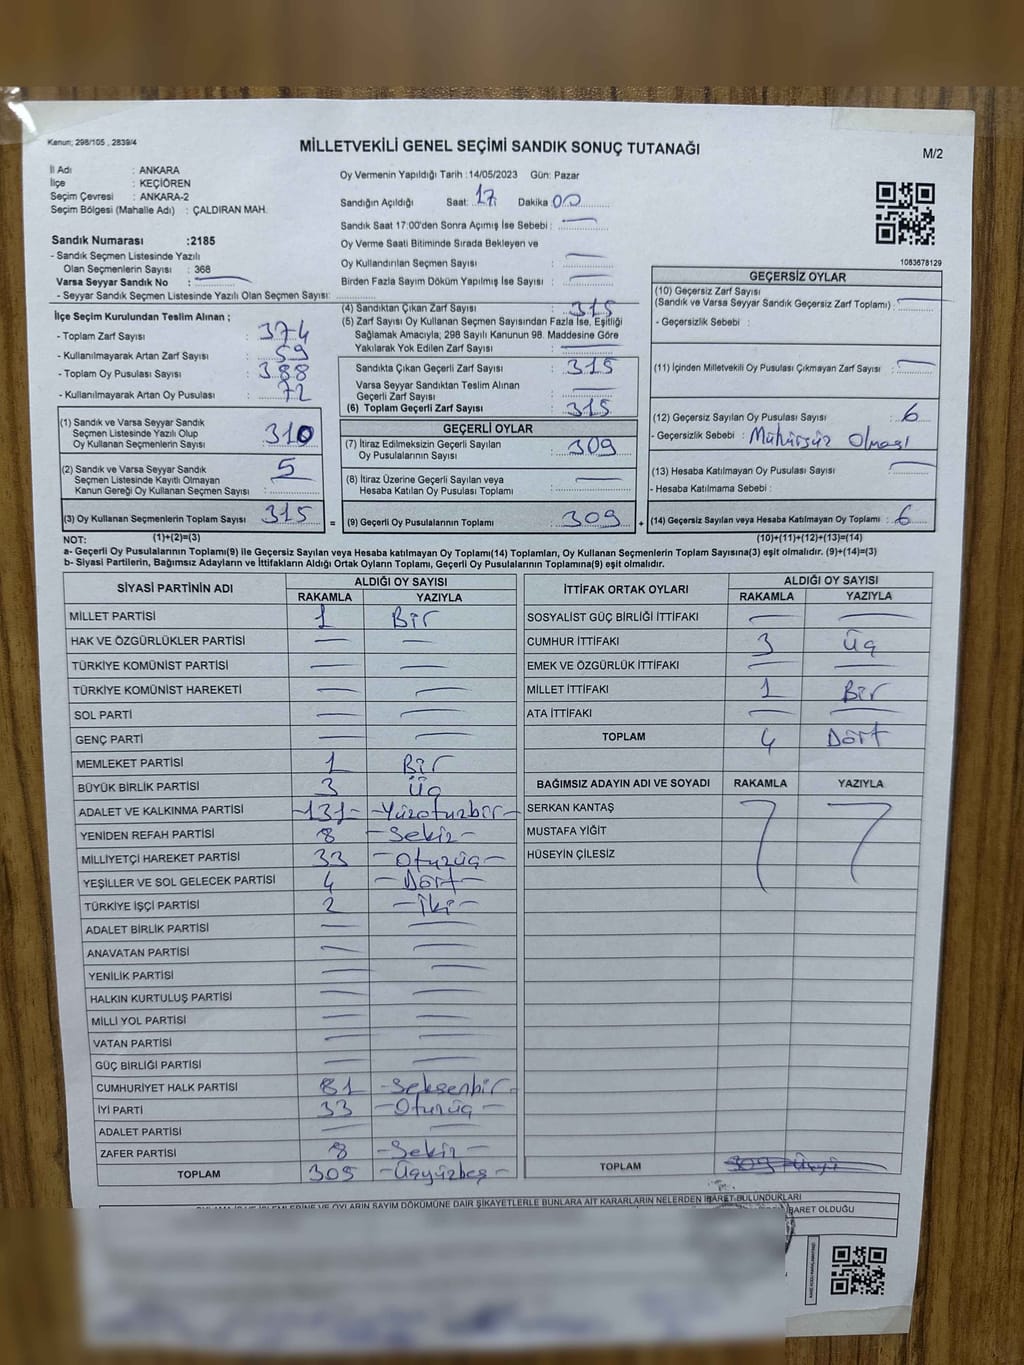 Kanun; 298/105 , 2839/4
MİLLETVEKİLİ GENEL SEÇİMİ SANDIK SONUÇ TUTANAĞI
M/2
İl Adı : ANKARA
İlçe : KEÇİÖREN
Seçim Çevresi : ANKARA-2
Seçim Bölgesi (Mahalle Adı) : ÇALDIRAN MAH.
Sandık Numarası :2185
- Sandık Seçmen Listesinde Yazılı
Olan Seçmenlerin Sayısı : 368
Varsa Seyyar Sandık No :
- Seyyar Sandık Seçmen Listesinde Yazılı Olan Seçmen Sayısı:
Oy Vermenin Yapıldığı Tarih :14/05/2023 Gün: Pazar
Sandığın Açıldığı Saat: 17 Dakika 00
Sandık Saat 17:00'den Sonra Açılmış İse Sebebi :
Oy Verme Saati Bitiminde Sırada Bekleyen ve
Oy Kullandırılan Seçmen Sayısı :
Birden Fazla Sayım Döküm Yapılmış İse Sayısı :
1083678129
İlçe Seçim Kurulundan Teslim Alınan ;
- Toplam Zarf Sayısı : 374
- Kullanılmayarak Artan Zarf Sayısı : 59
- Toplam Oy Pusulası Sayısı : 388
- Kullanılmayarak Artan Oy Pusulası : 72
(4) Sandıktan Çıkan Zarf Sayısı : 315
(5) Zarf Sayısı Oy Kullanan Seçmen Sayısından Fazla İse, Eşitliği
Sağlamak Amacıyla; 298 Sayılı Kanunun 98. Maddesine Göre
Yakılarak Yok Edilen Zarf Sayısı :
Sandıkta Çıkan Geçerli Zarf Sayısı : 315
Varsa Seyyar Sandıktan Teslim Alınan
Geçerli Zarf Sayısı :
(6) Toplam Geçerli Zarf Sayısı : 315
GEÇERSİZ OYLAR
(10) Geçersiz Zarf Sayısı
(Sandık ve Varsa Seyyar Sandık Geçersiz Zarf Toplamı) :
- Geçersizlik Sebebi :
(11) İçinden Milletvekili Oy Pusulası Çıkmayan Zarf Sayısı :
(12) Geçersiz Sayılan Oy Pusulası Sayısı : 6
- Geçersizlik Sebebi : Mühürsüz Olması
(13) Hesaba Katılmayan Oy Pusulası Sayısı :
- Hesaba Katılmama Sebebi :
(1) Sandık ve Varsa Seyyar Sandık
Seçmen Listesinde Yazılı Olup
Oy Kullanan Seçmenlerin Sayısı : 310
(2) Sandık ve Varsa Seyyar Sandık
Seçmen Listesinde Kayıtlı Olmayan
Kanun Gereği Oy Kullanan Seçmen Sayısı : 5
GEÇERLİ OYLAR
(7) İtiraz Edilmeksizin Geçerli Sayılan
Oy Pusulalarının Sayısı : 309
(8) İtiraz Üzerine Geçerli Sayılan veya
Hesaba Katılan Oy Pusulası Toplamı :
(3) Oy Kullanan Seçmenlerin Toplam Sayısı : 315 = (9) Geçerli Oy Pusulalarının Toplamı : 309 + (14) Geçersiz Sayılan veya Hesaba Katılmayan Oy Toplamı : 6
NOT: (1)+(2)=(3) (10)+(11)+(12)+(13)=(14)
a- Geçerli Oy Pusulalarının Toplamı(9) ile Geçersiz Sayılan veya Hesaba katılmayan Oy Toplamı(14) Toplamları, Oy Kullanan Seçmenlerin Toplam Sayısına(3) eşit olmalıdır. (9)+(14)=(3)
b- Siyasi Partilerin, Bağımsız Adayların ve İttifakların Aldığı Ortak Oyların Toplamı, Geçerli Oy Pusulalarının Toplamına(9) eşit olmalıdır.
SİYASİ PARTİNİN ADI ALDIĞI OY SAYISI
RAKAMLA YAZIYLA
MİLLET PARTİSİ 1 Bir
HAK VE ÖZGÜRLÜKLER PARTİSİ
TÜRKİYE KOMÜNİST PARTİSİ
TÜRKİYE KOMÜNİST HAREKETİ
SOL PARTİ
GENÇ PARTİ
MEMLEKET PARTİSİ 1 Bir
BÜYÜK BİRLİK PARTİSİ 3 Üç
ADALET VE KALKINMA PARTİSİ -131- -Yüzotuzbir-
YENİDEN REFAH PARTİSİ 8 -Sekiz-
MİLLİYETÇİ HAREKET PARTİSİ 33 -Otuzüç-
YEŞİLLER VE SOL GELECEK PARTİSİ 4 -Dört-
TÜRKİYE İŞÇİ PARTİSİ 2 -İki-
ADALET BİRLİK PARTİSİ
ANAVATAN PARTİSİ
YENİLİK PARTİSİ
HALKIN KURTULUŞ PARTİSİ
MİLLİ YOL PARTİSİ
VATAN PARTİSİ
GÜÇ BİRLİĞİ PARTİSİ
CUMHURİYET HALK PARTİSİ 81 -Seksenbir-
İYİ PARTİ 33 -Otuzüç-
ADALET PARTİSİ
ZAFER PARTİSİ 8 -Sekiz-
TOPLAM 305 -Üçyüzbeş-
İTTİFAK ORTAK OYLARI ALDIĞI OY SAYISI
RAKAMLA YAZIYLA
SOSYALİST GÜÇ BİRLİĞİ İTTİFAKI
CUMHUR İTTİFAKI 3 Üç
EMEK VE ÖZGÜRLÜK İTTİFAKI
MİLLET İTTİFAKI 1 Bir
ATA İTTİFAKI
TOPLAM 4 Dört
BAĞIMSIZ ADAYIN ADI VE SOYADI RAKAMLA YAZIYLA
SERKAN KANTAŞ
MUSTAFA YİĞİT
HÜSEYİN ÇİLESİZ
TOPLAM
OYLAMA İŞ VE İŞLEMLERİNE VE OYLARIN SAYIM DÖKÜMÜNE DAİR ŞİKAYETLERLE BUNLARA AİT KARARLARIN NELERDEN İBARET BULUNDUKLARI
İBARET OLDUĞU